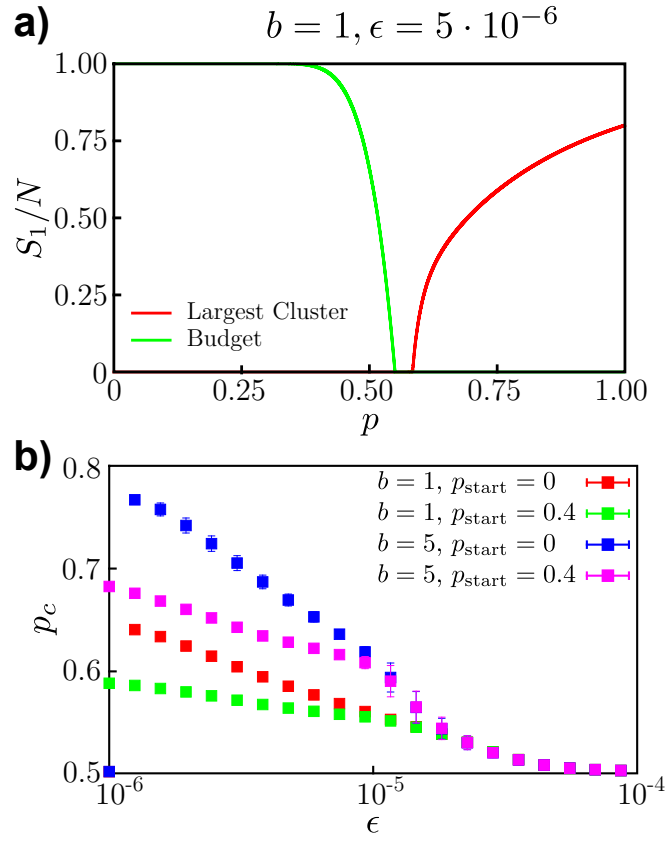 a)
b = 1, ϵ = 5 · 10⁻⁶
1.00
0.75
0.50
0.25
0
S₁/N
Largest Cluster
Budget
0 0.25 0.50 0.75 1.00
p
b)
0.8
0.7
0.6
0.5
p_c
b = 1, p_start = 0
b = 1, p_start = 0.4
b = 5, p_start = 0
b = 5, p_start = 0.4
10⁻⁶ 10⁻⁵ 10⁻⁴
ϵ